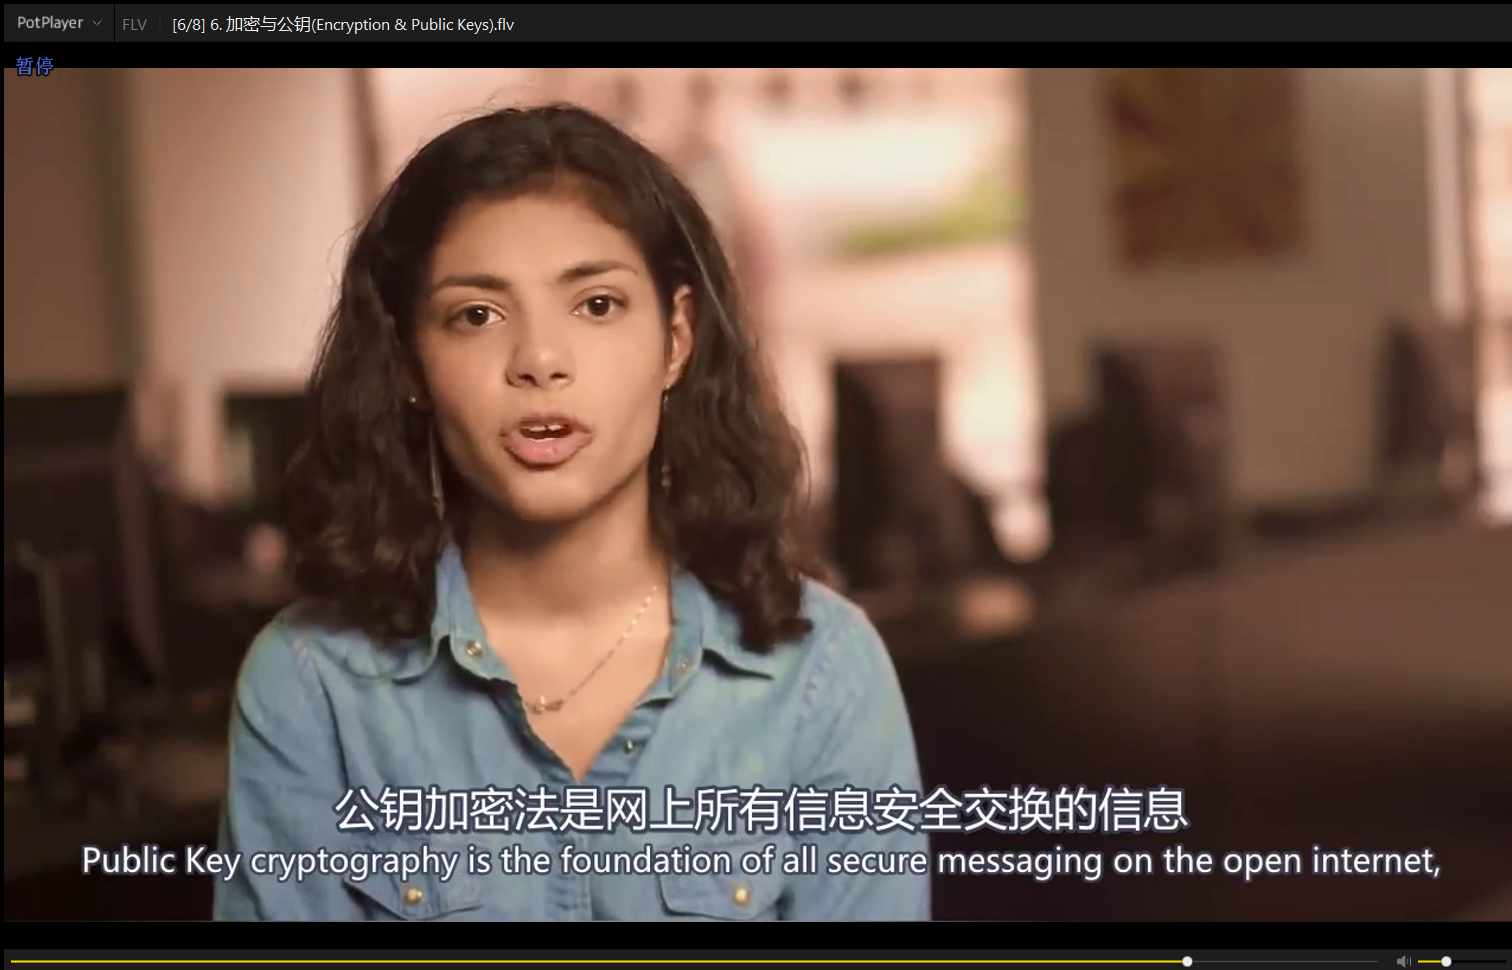 PotPlayer FLV [6/8] 6. 加密与公钥(Encryption & Public Keys).flv
暂停
公钥加密法是网上所有信息安全交换的信息
Public Key cryptography is the foundation of all secure messaging on the open internet,